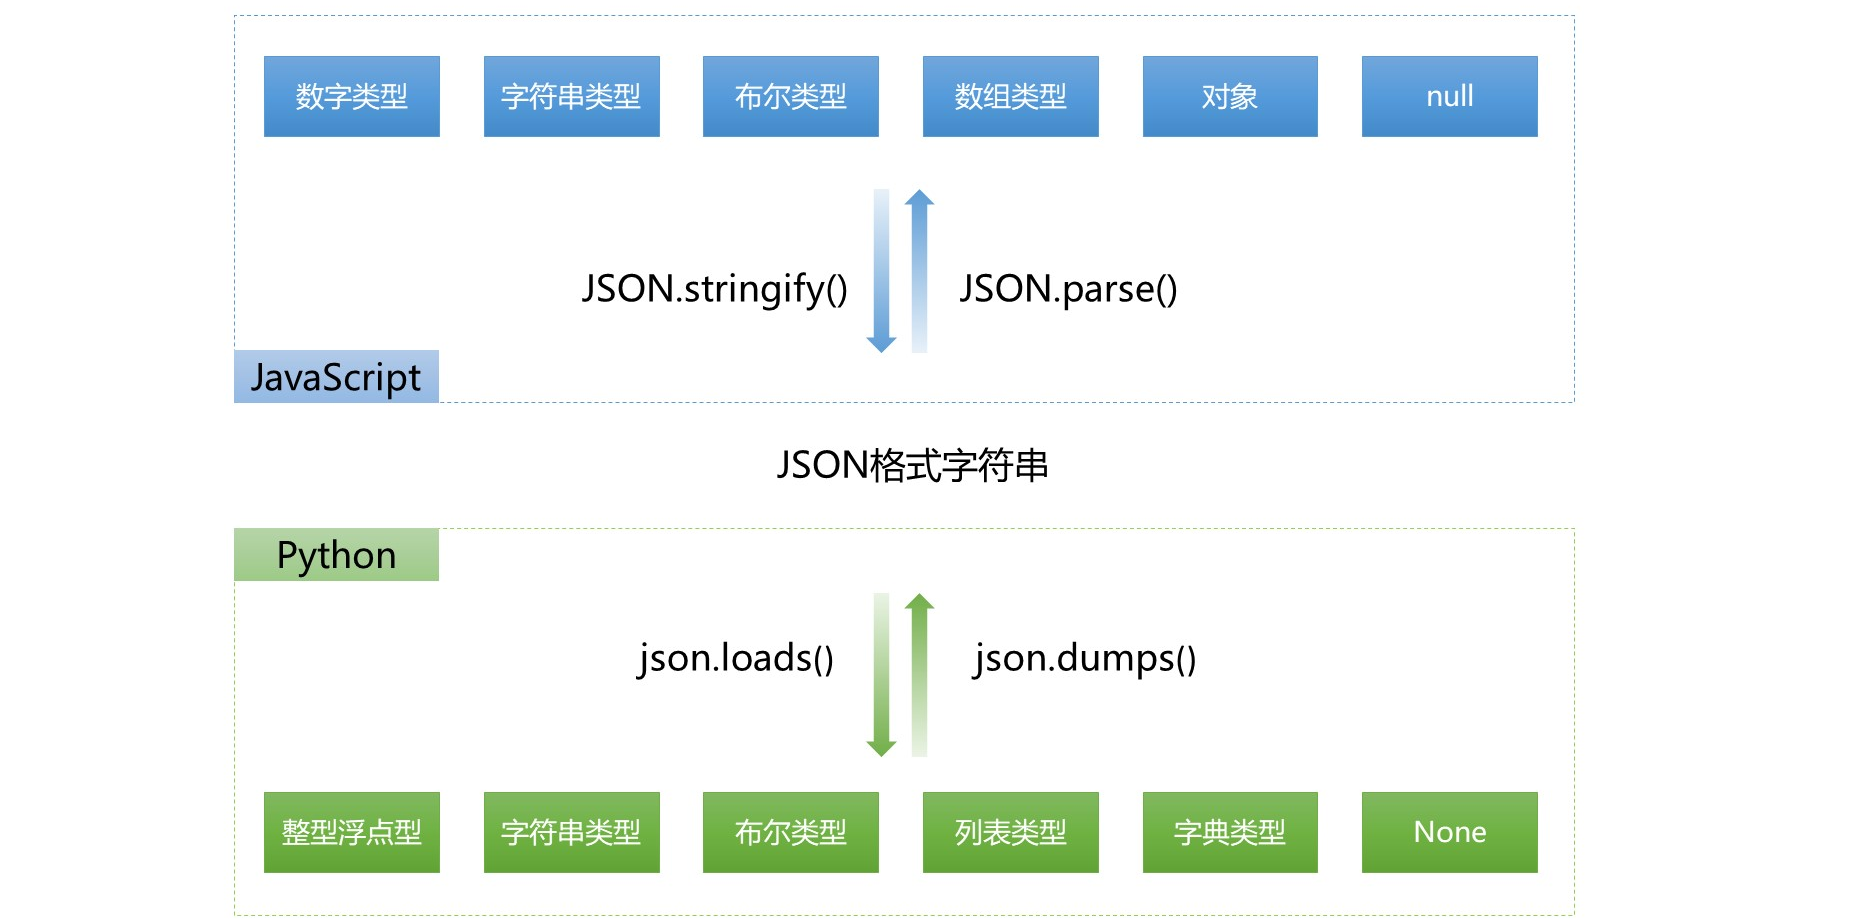 数字类型
字符串类型
布尔类型
数组类型
对象
null
JSON.stringify()
JSON.parse()
JavaScript
JSON格式字符串
Python
json.loads()
json.dumps()
整型浮点型
字符串类型
布尔类型
列表类型
字典类型
None